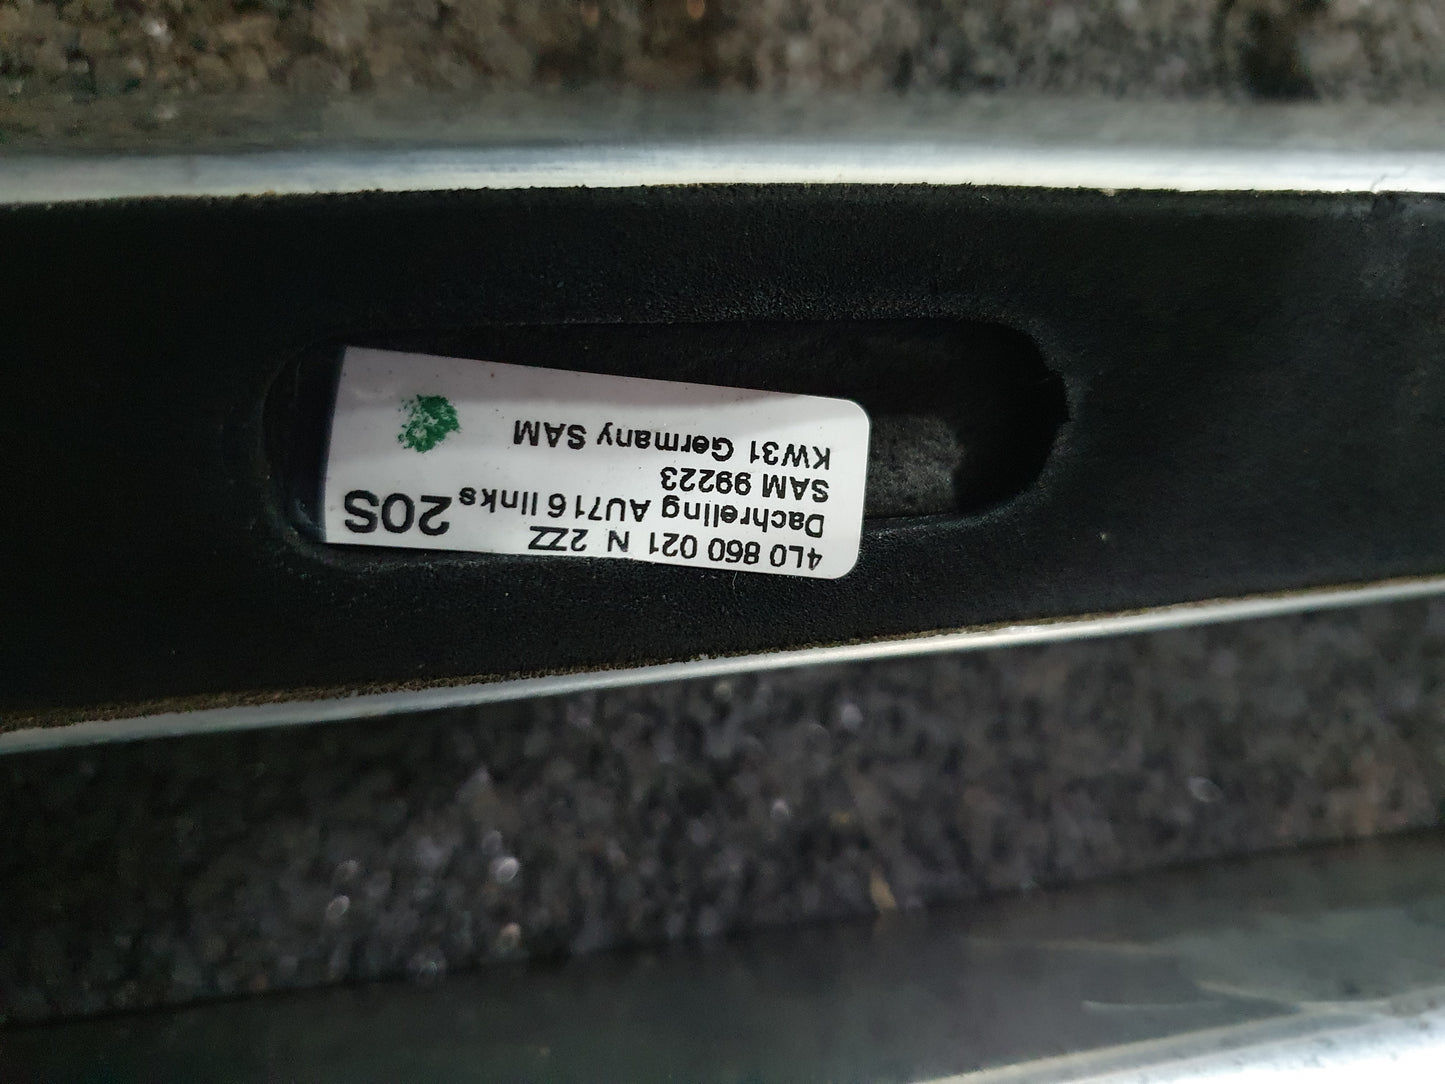 4L0 860 021 N 2ZZ
Dachreling AU716 links 20S
SAM 99223
KW31 Germany SAM